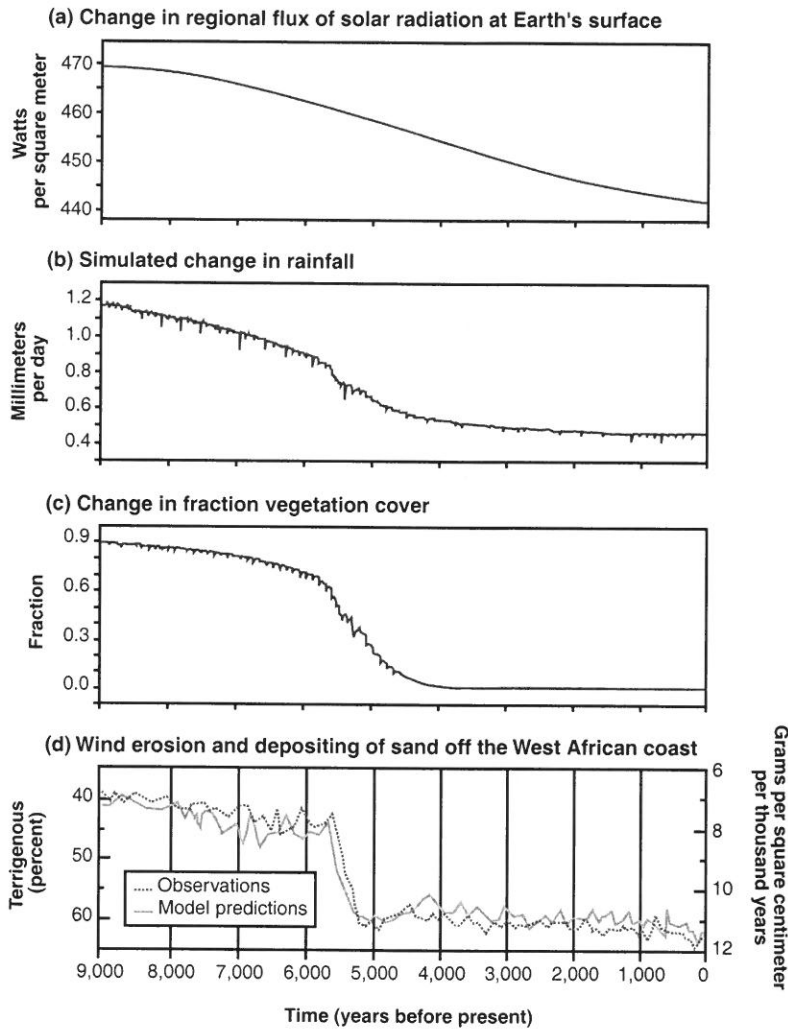 (a) Change in regional flux of solar radiation at Earth's surface
Watts
per square meter
470
460
450
440
(b) Simulated change in rainfall
Millimeters
per day
1.2
1.0
0.8
0.6
0.4
(c) Change in fraction vegetation cover
Fraction
0.9
0.6
0.3
0.0
(d) Wind erosion and depositing of sand off the West African coast
Terrigenous
(percent)
40
50
60
Observations
Model predictions
6
8
10
12
Grams per square centimeter
per thousand years
9,000 8,000 7,000 6,000 5,000 4,000 3,000 2,000 1,000 0
Time (years before present)